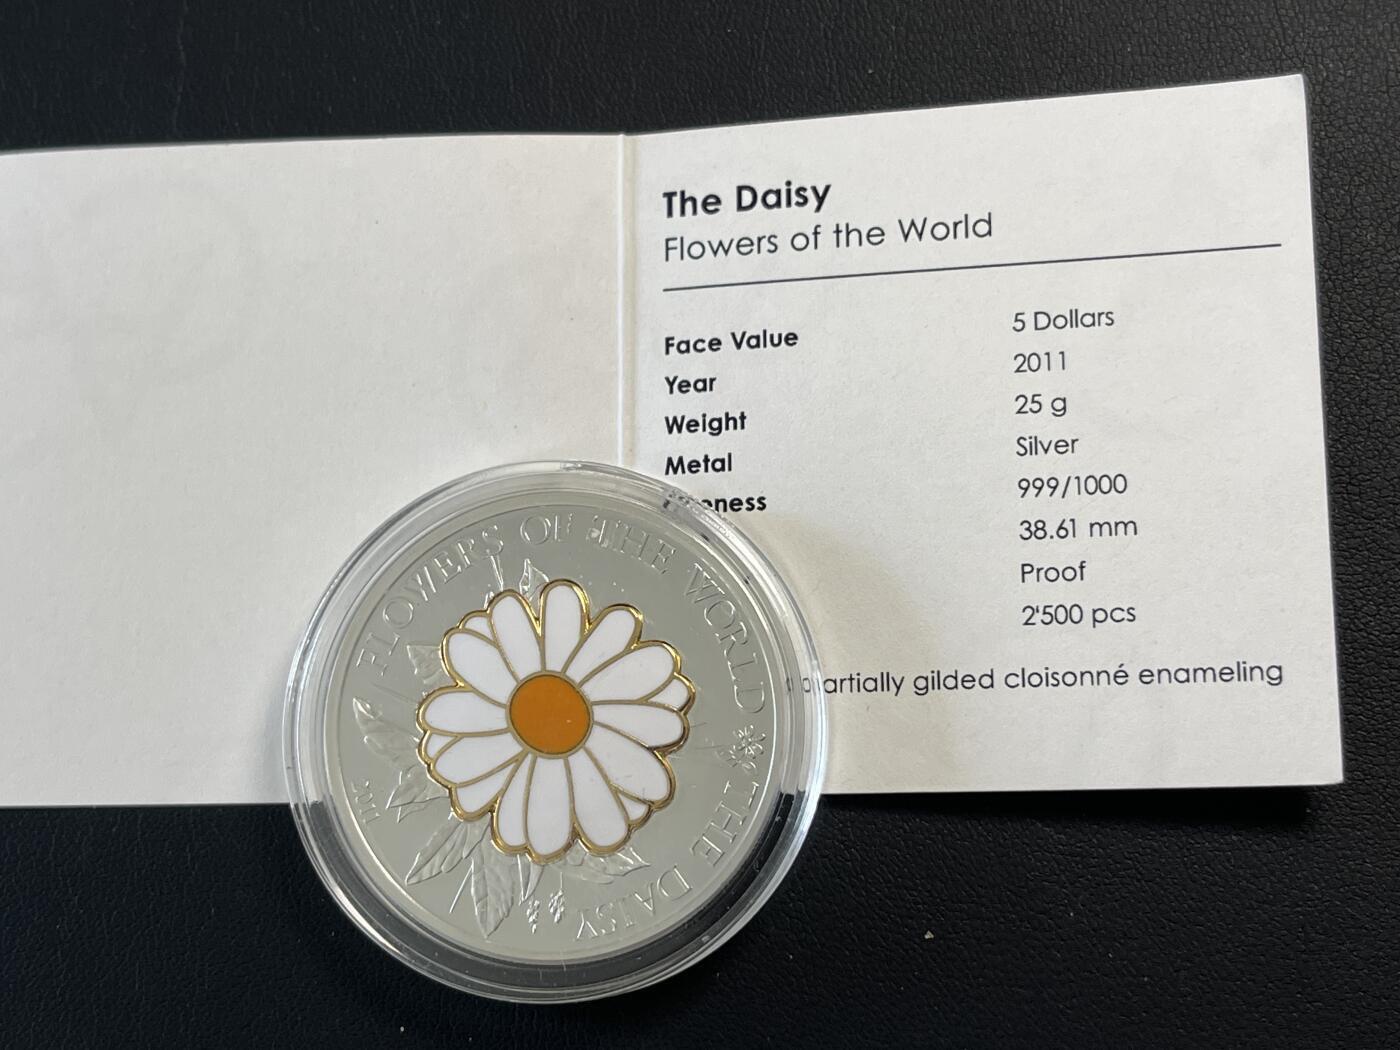 The Daisy
Flowers of the World
Face Value 5 Dollars
Year 2011
Weight 25 g
Metal Silver
999/1000
38.61 mm
Proof
2'500 pcs
gilded cloisonné enameling
FLOWERS OF THE WORLD THE DAISY
2011